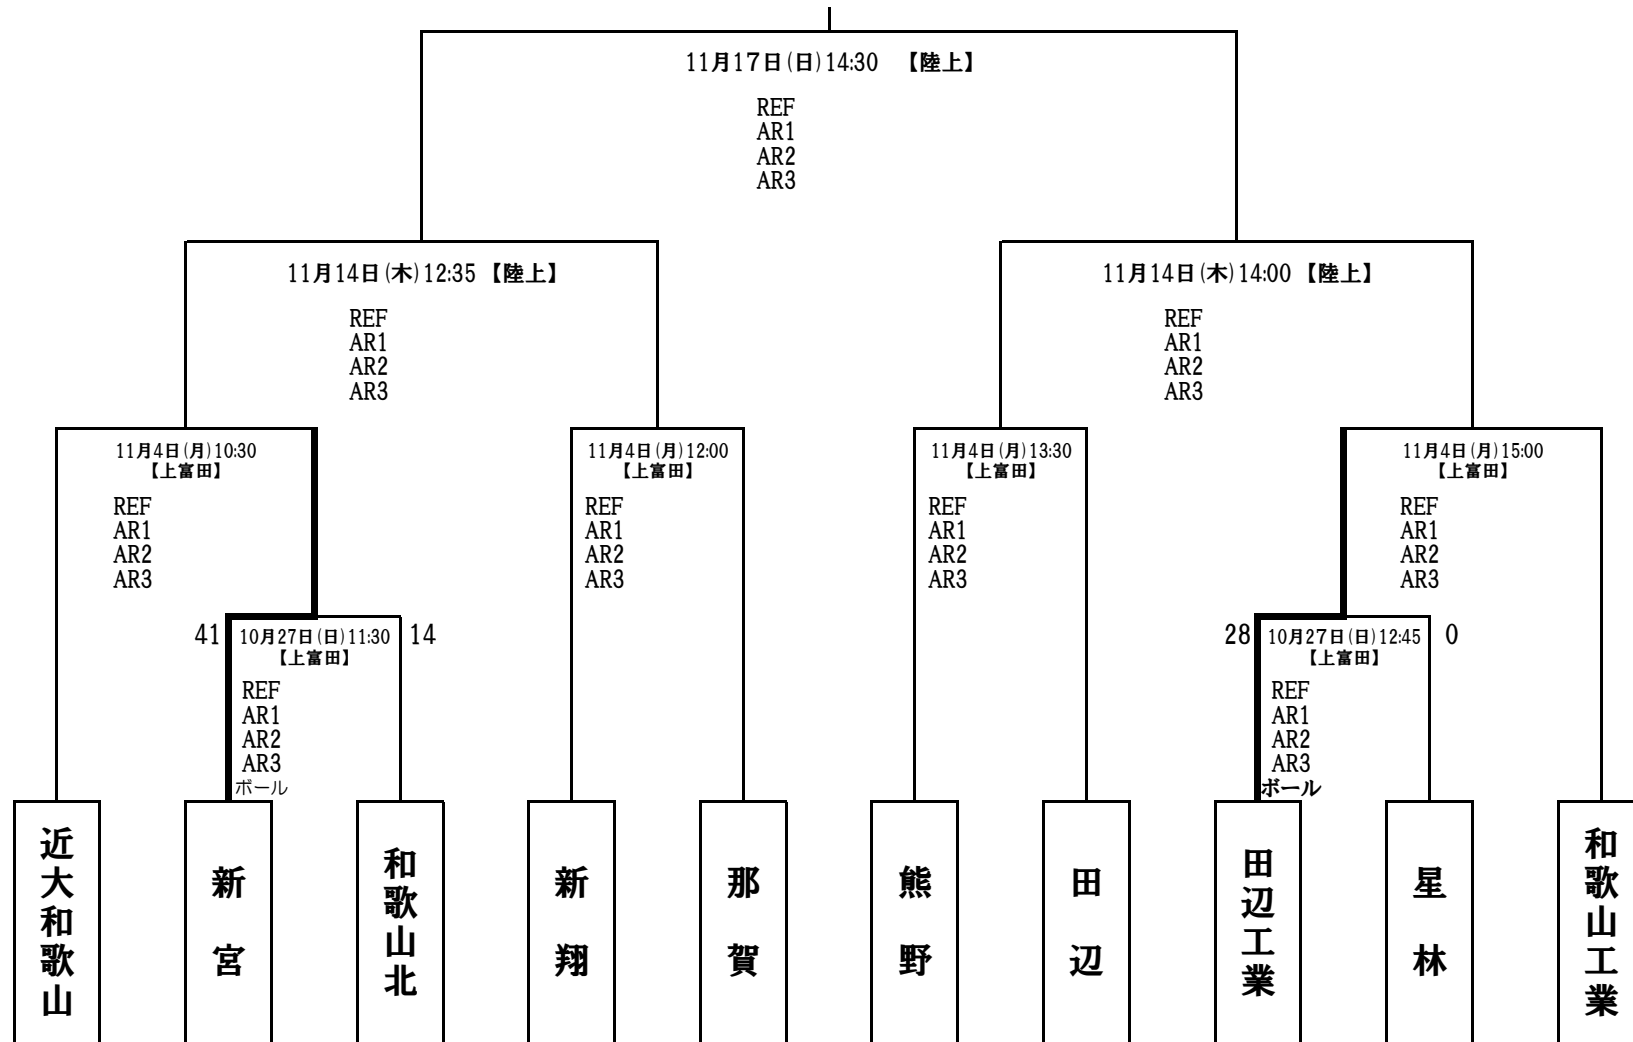 11月17日(日)14:30 【陸上】
REF
AR1
AR2
AR3
11月14日(木)12:35 【陸上】
REF
AR1
AR2
AR3
11月14日(木)14:00 【陸上】
REF
AR1
AR2
AR3
11月4日(月)10:30
【上富田】
REF
AR1
AR2
AR3
11月4日(月)12:00
【上富田】
REF
AR1
AR2
AR3
11月4日(月)13:30
【上富田】
REF
AR1
AR2
AR3
11月4日(月)15:00
【上富田】
REF
AR1
AR2
AR3
41
10月27日(日)11:30
【上富田】
14
REF
AR1
AR2
AR3
ボール
28
10月27日(日)12:45
【上富田】
0
REF
AR1
AR2
AR3
ボール
近大和歌山
新宮
和歌山北
新翔
那賀
熊野
田辺
田辺工業
星林
和歌山工業